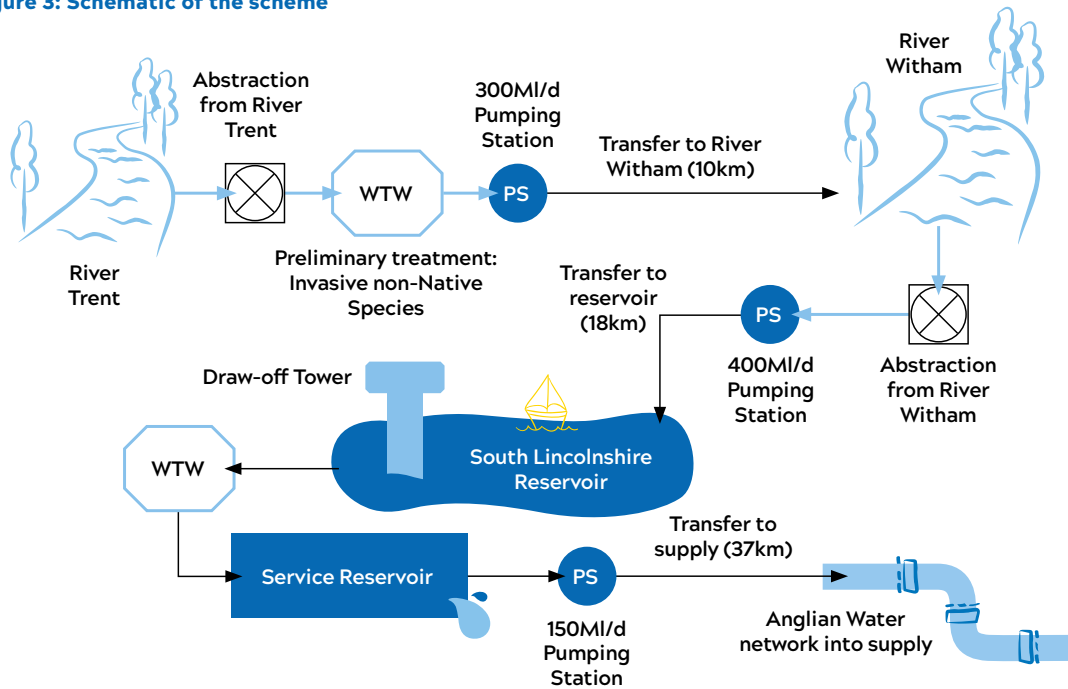 gure 3: Schematic of the scheme
River
Witham
Abstraction
from River
Trent
300Ml/d
Pumping
Station
Transfer to River
Witham (10km)
WTW
PS
River
Trent
Preliminary treatment:
Invasive non-Native
Species
Transfer to
reservoir
(18km)
PS
400Ml/d
Pumping
Station
Abstraction
from River
Witham
Draw-off Tower
South Lincolnshire
Reservoir
WTW
Service Reservoir
PS
Transfer to
supply (37km)
150Ml/d
Pumping
Station
Anglian Water
network into supply